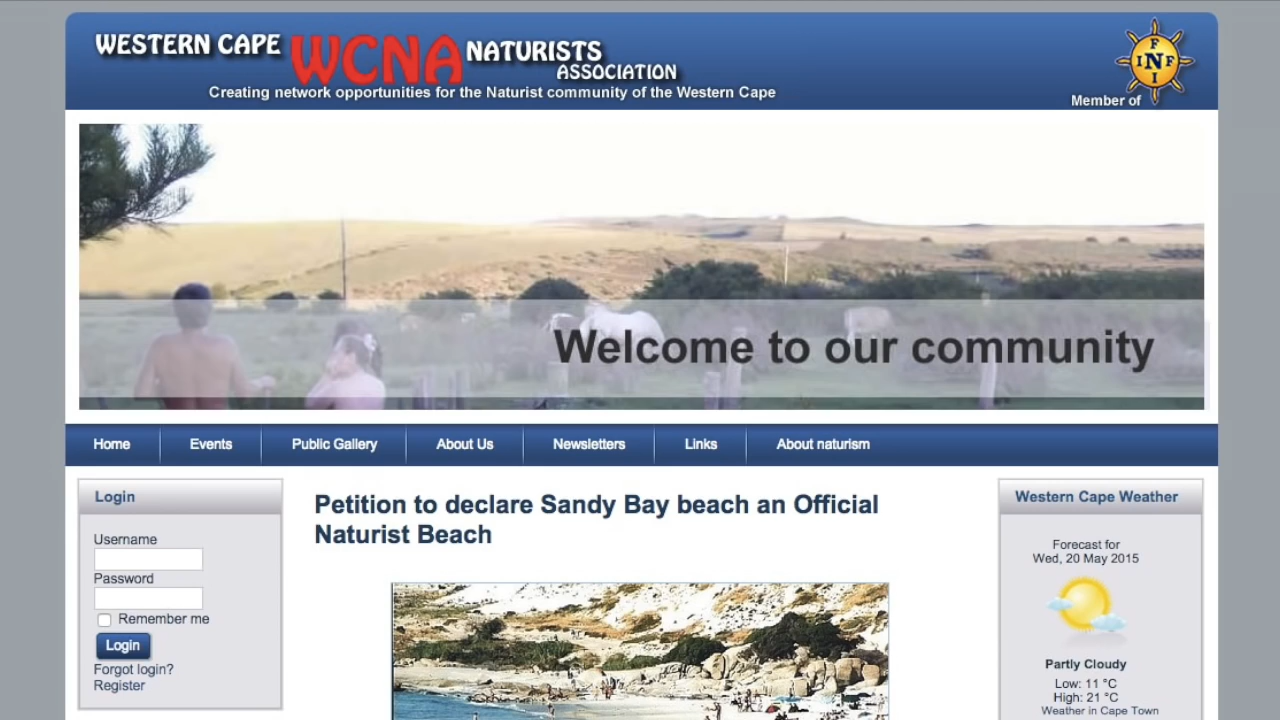 WESTERN CAPE WCNA NATURISTS
ASSOCIATION
Creating network opportunities for the Naturist community of the Western Cape
F
I N F
I
Member of
Welcome to our community
Home Events Public Gallery About Us Newsletters Links About naturism
Login
Username
Password
Remember me
Login
Forgot login?
Register
Petition to declare Sandy Bay beach an Official
Naturist Beach
Western Cape Weather
Forecast for
Wed, 20 May 2015
Partly Cloudy
Low: 11 °C
High: 21 °C
Weather in Cape Town